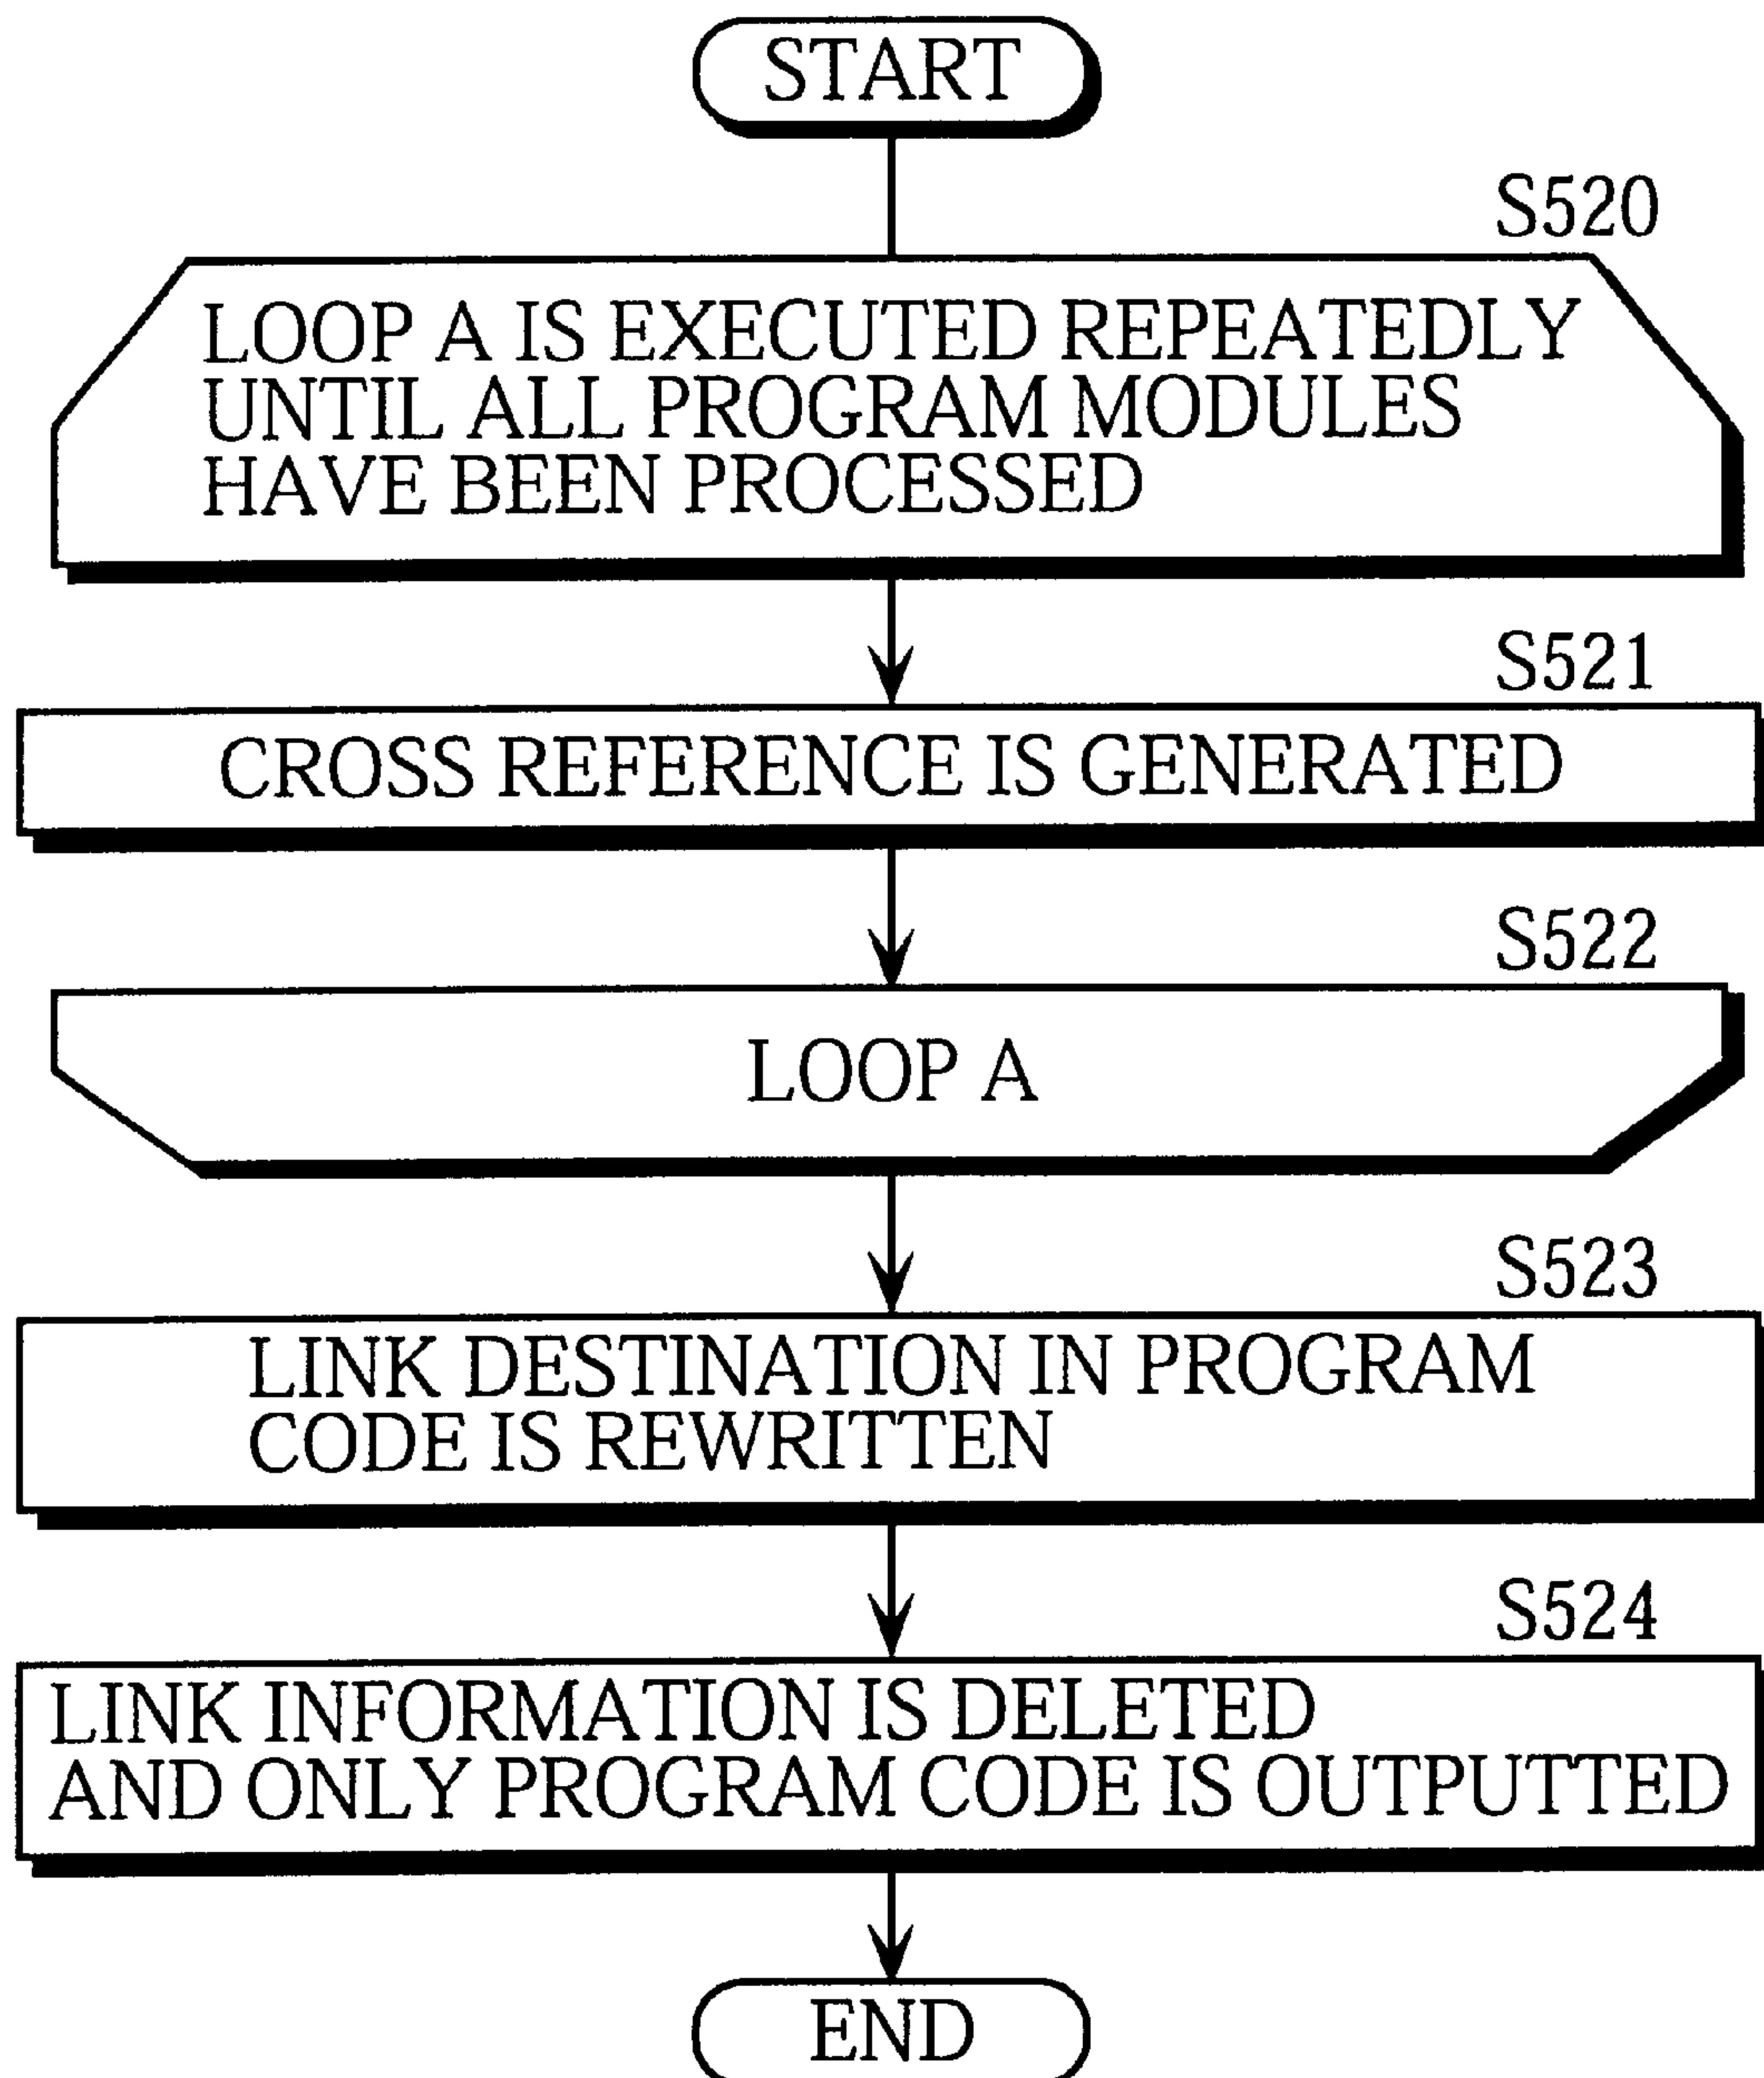 START
S520
LOOP A IS EXECUTED REPEATEDLY
UNTIL ALL PROGRAM MODULES
HAVE BEEN PROCESSED
S521
CROSS REFERENCE IS GENERATED
S522
LOOP A
S523
LINK DESTINATION IN PROGRAM
CODE IS REWRITTEN
S524
LINK INFORMATION IS DELETED
AND ONLY PROGRAM CODE IS OUTPUTTED
END